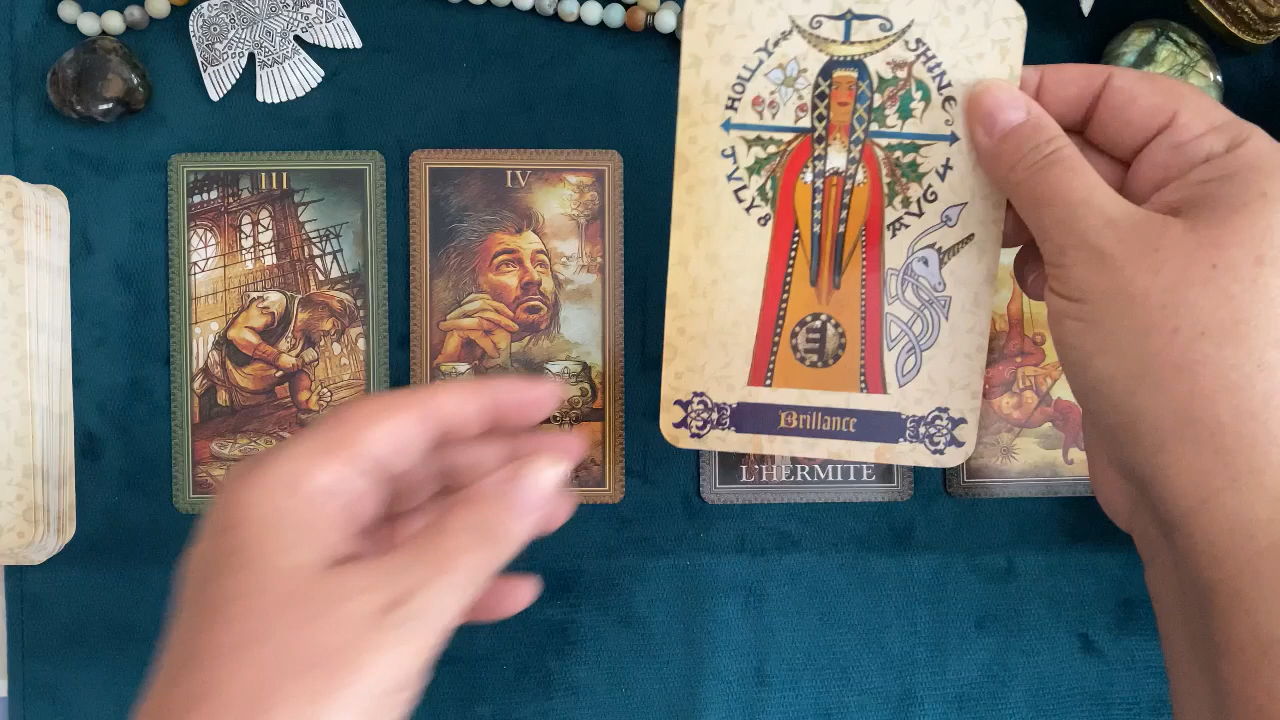 III
IV
HOLLY
SHINE
JULY 8
AUG 4
Brillance
L'HERMITE